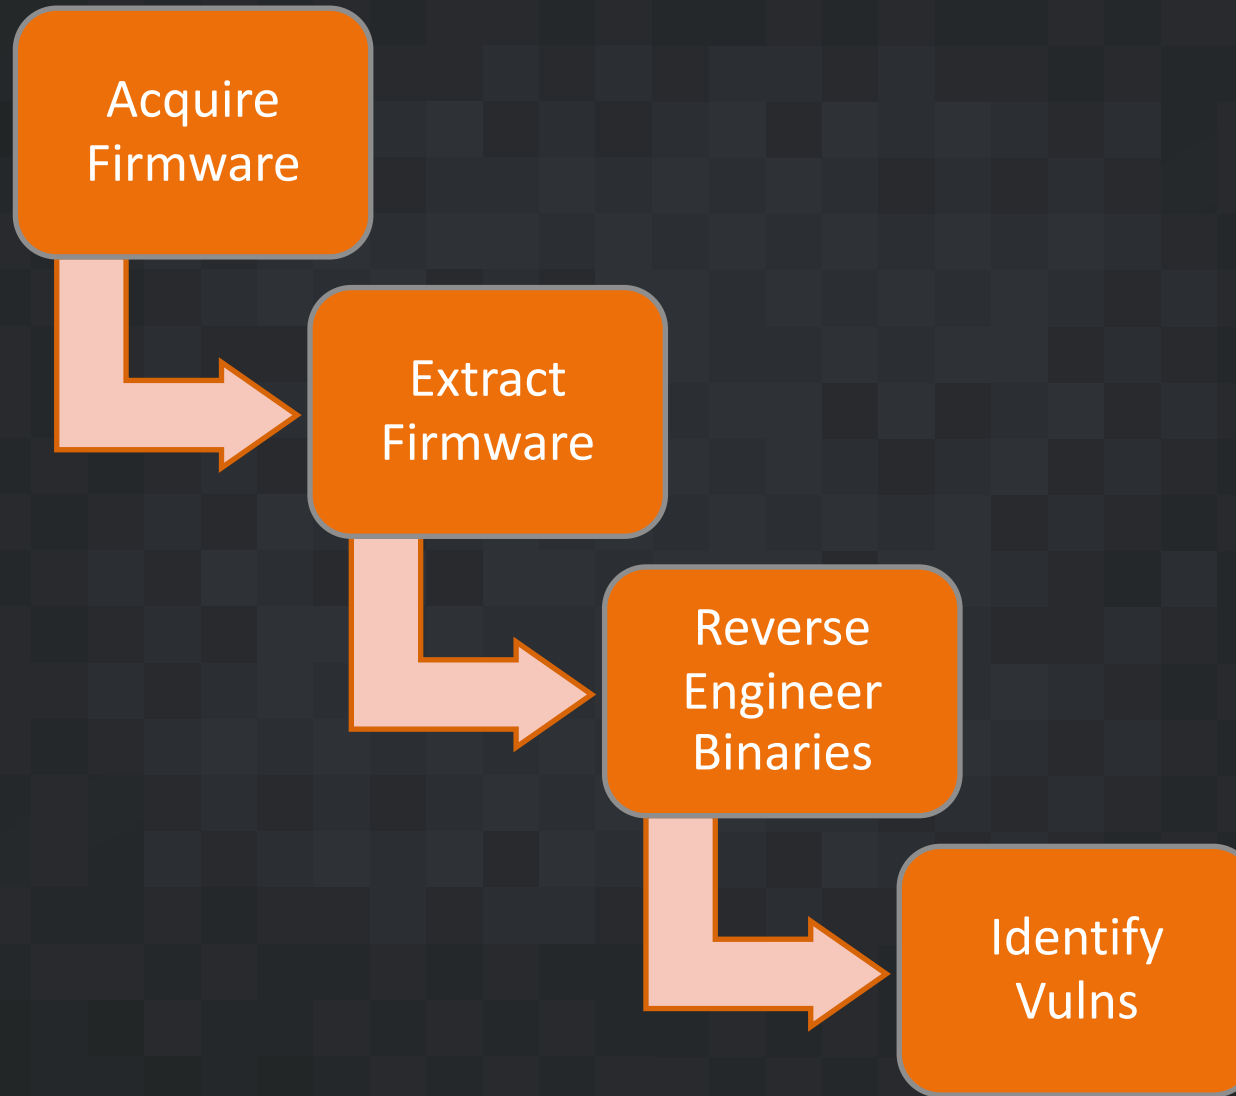 Acquire
Firmware
Extract
Firmware
Reverse
Engineer
Binaries
Identify
Vulns